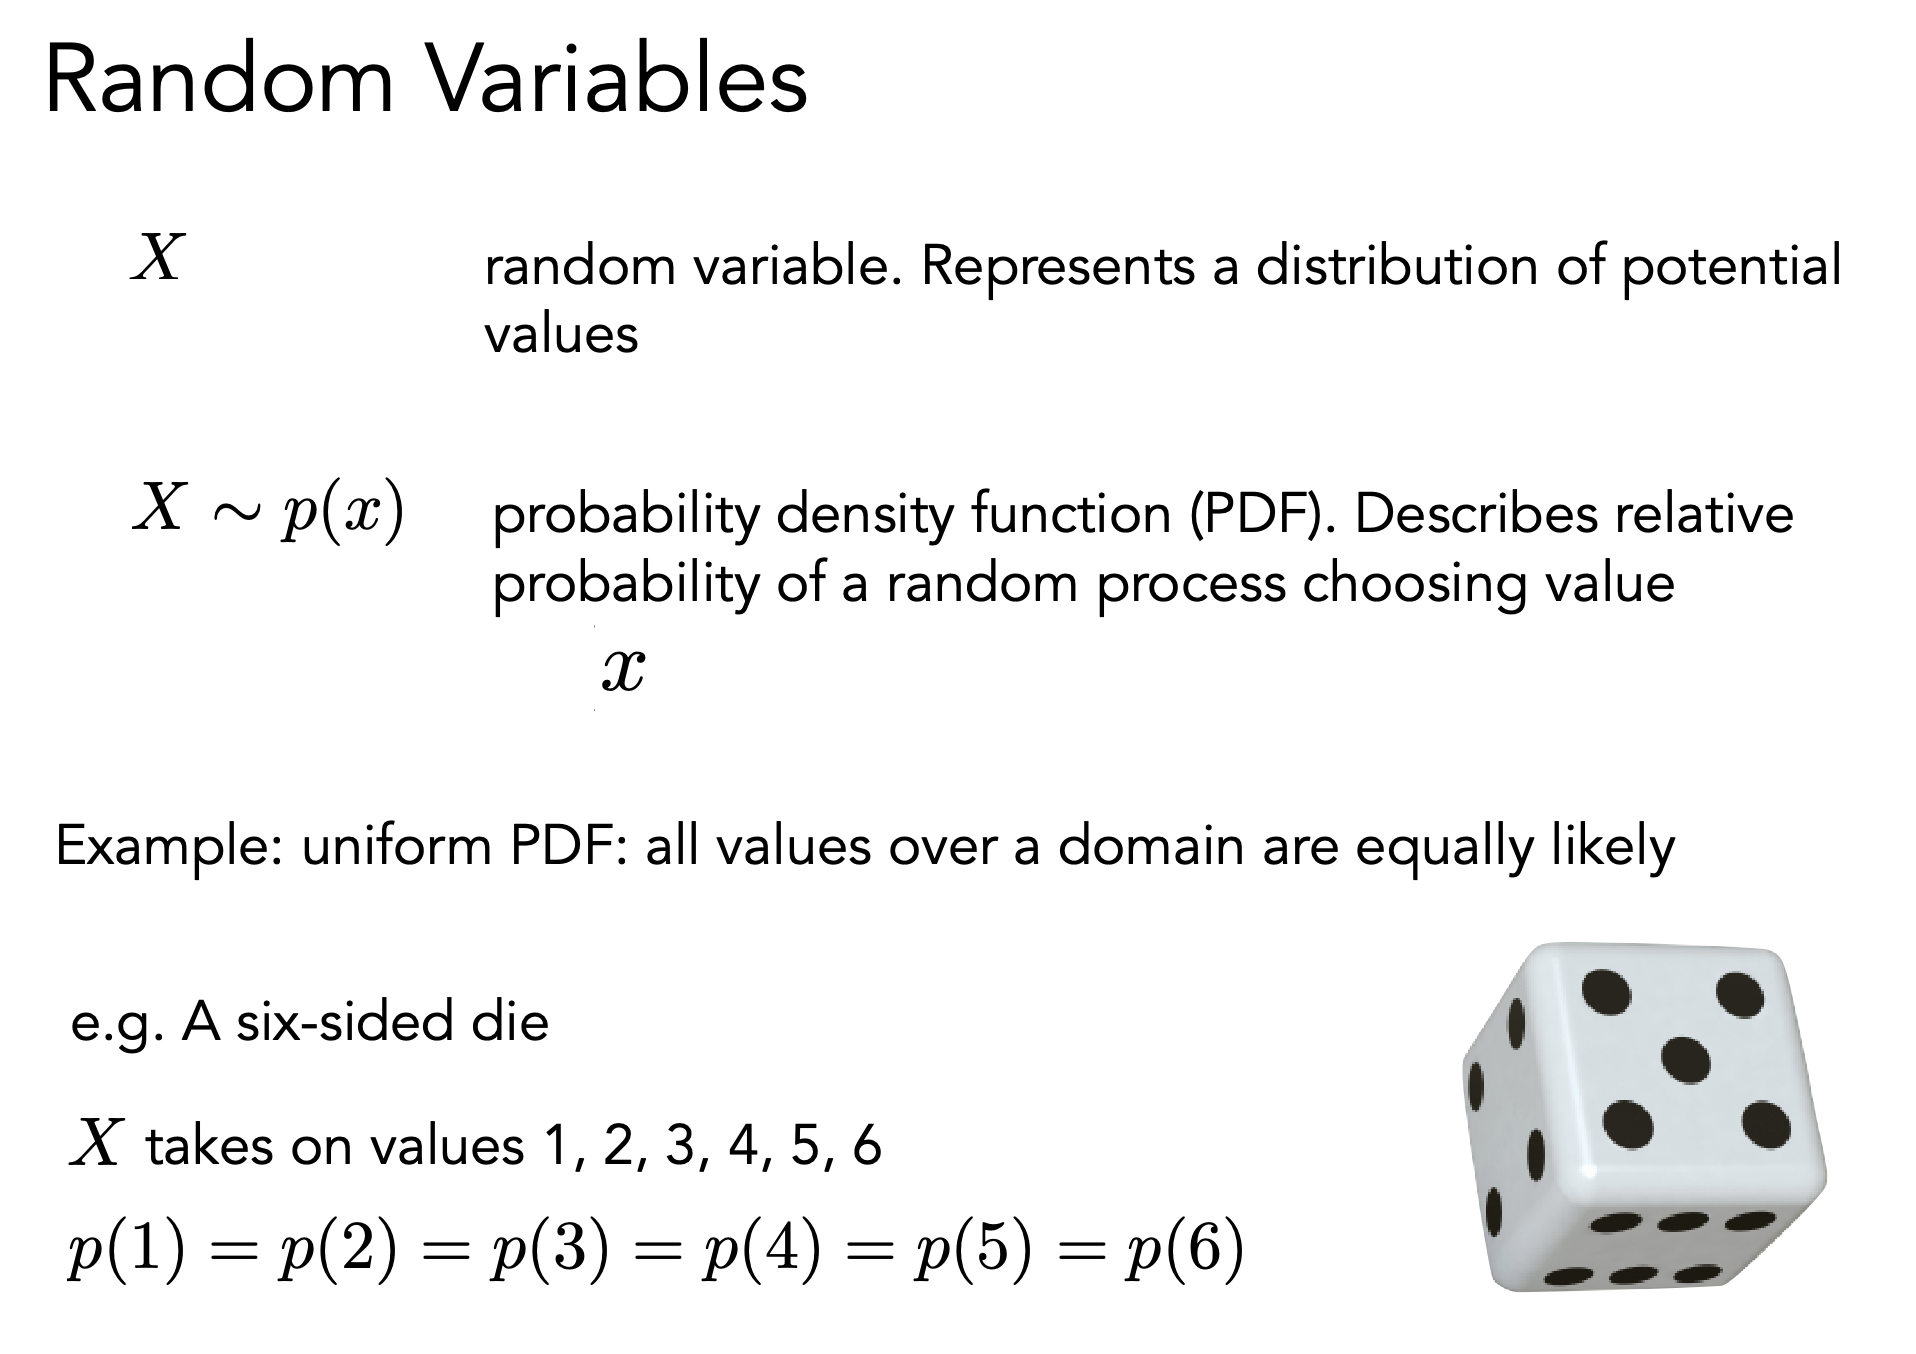 Random Variables
X random variable. Represents a distribution of potential
values
X ∼ p(x) probability density function (PDF). Describes relative
probability of a random process choosing value
x
Example: uniform PDF: all values over a domain are equally likely
e.g. A six-sided die
X takes on values 1, 2, 3, 4, 5, 6
p(1) = p(2) = p(3) = p(4) = p(5) = p(6)